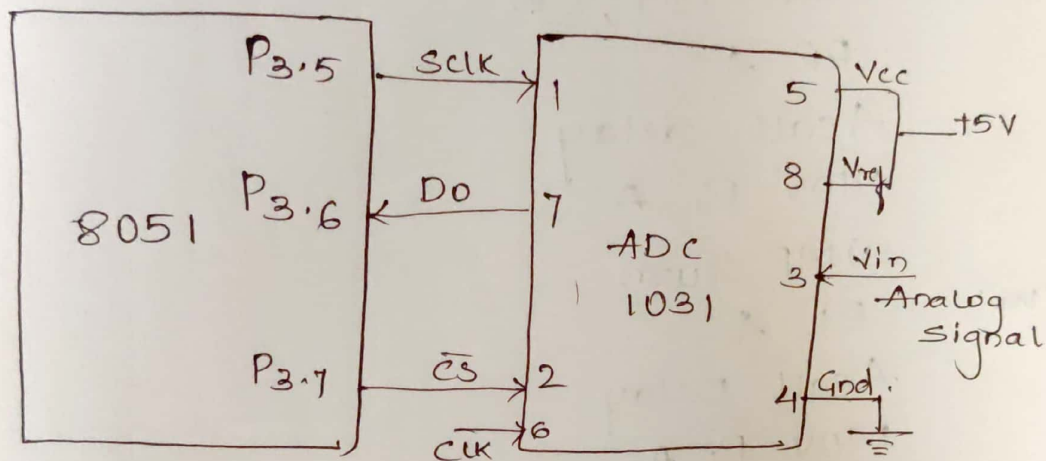 8051
P3.5
P3.6
P3.7
SClK
DO
C̅S̅
ClK
1
7
2
6
ADC
1031
5
8
3
4
Vcc
Vref
+5V
Vin
Analog
Signal
Gnd.